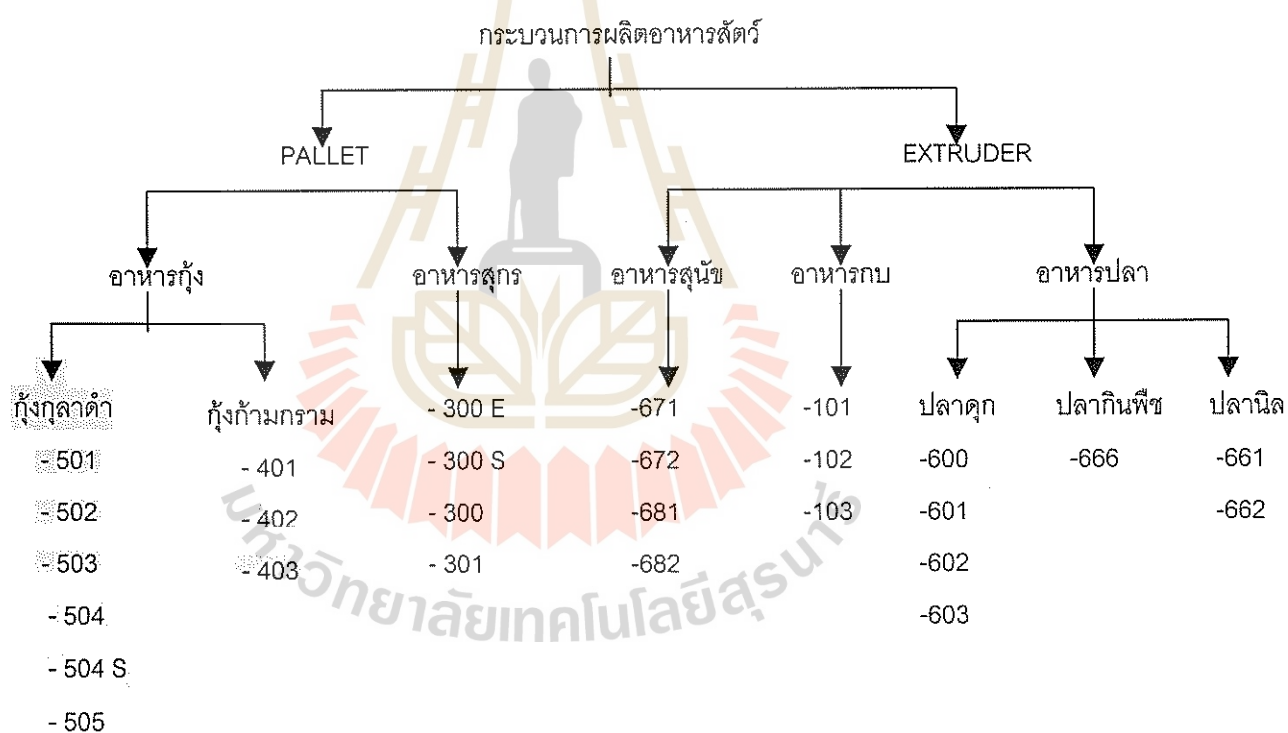 กระบวนการผลิตอาหารสัตว์
PALLET EXTRUDER
อาหารกุ้ง อาหารสุกร อาหารสุนัข อาหารกบ อาหารปลา
กุ้งกุลาดำ กุ้งก้ามกราม - 300 E -671 -101 ปลาดุก ปลากินพืช ปลานิล
- 501 - 401 - 300 S -672 -102 -600 -666 -661
- 502 - 402 - 300 -681 -103 -601 -662
- 503 - 403 - 301 -682 -602
- 504 -603
- 504 S
- 505
มหาวิทยาลัยเทคโนโลยีสุรนารี